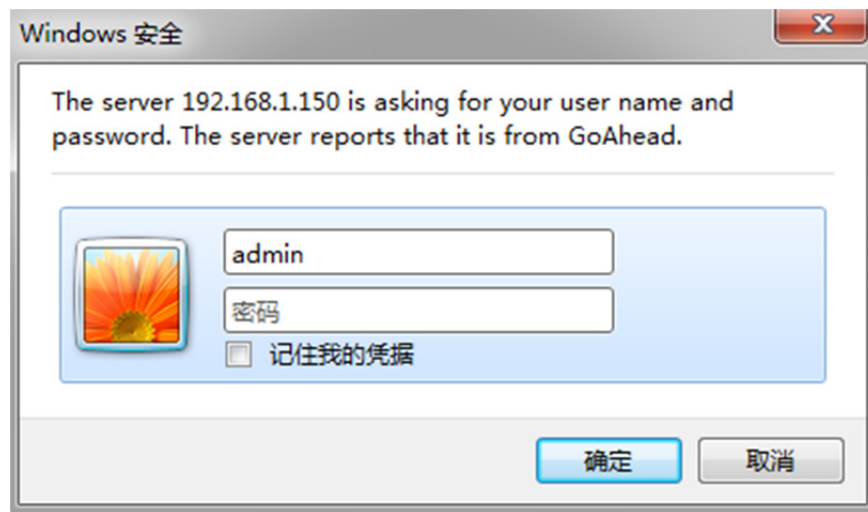 Windows 安全
The server 192.168.1.150 is asking for your user name and
password. The server reports that it is from GoAhead.
admin
密码
记住我的凭据
确定 取消